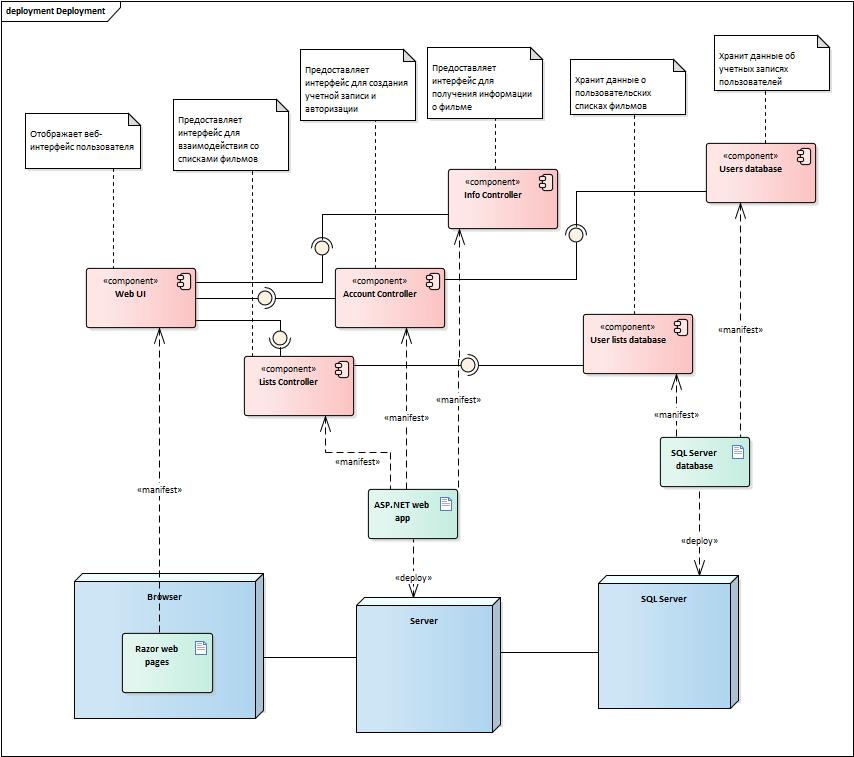 deployment Deployment
Хранит данные об
учетных записях
пользователей
Предоставляет
интерфейс для создания
учетной записи и
авторизации
Предоставляет
интерфейс для
получения информации
о фильме
Хранит данные о
пользовательских
списках фильмов
Предоставляет
интерфейс для
взаимодействия со
списками фильмов
Отображает веб-
интерфейс пользователя
«component»
Users database
«component»
Info Controller
«component»
Web UI
«component»
Account Controller
«component»
User lists database
«component»
Lists Controller
«manifest»
«manifest»
«manifest»
«manifest»
«manifest»
«manifest»
SQL Server
database
ASP.NET web
app
«deploy»
«deploy»
Browser
Razor web
pages
Server
SQL Server